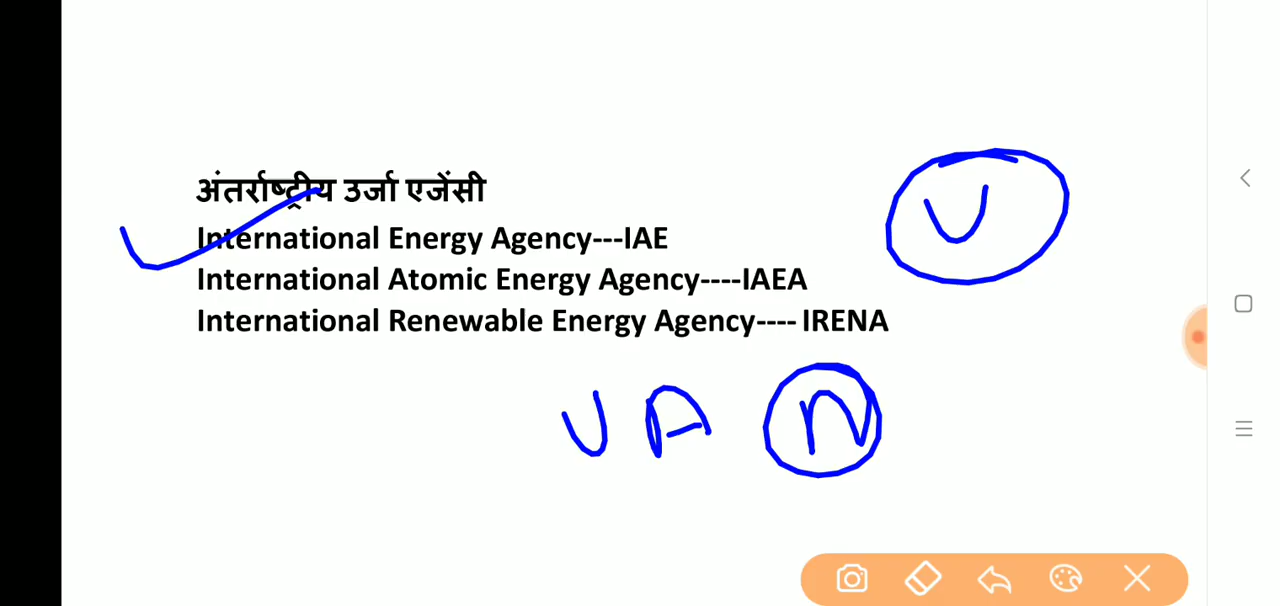 अंतर्राष्ट्रीय उर्जा एजेंसी
International Energy Agency---IAE
International Atomic Energy Agency----IAEA
International Renewable Energy Agency---- IRENA
U
U A n